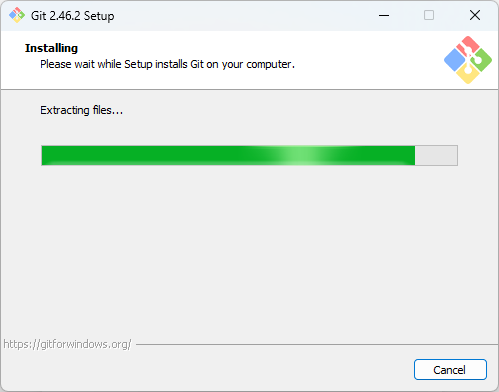 Git 2.46.2 Setup
Installing
Please wait while Setup installs Git on your computer.
Extracting files...
https://gitforwindows.org/
Cancel